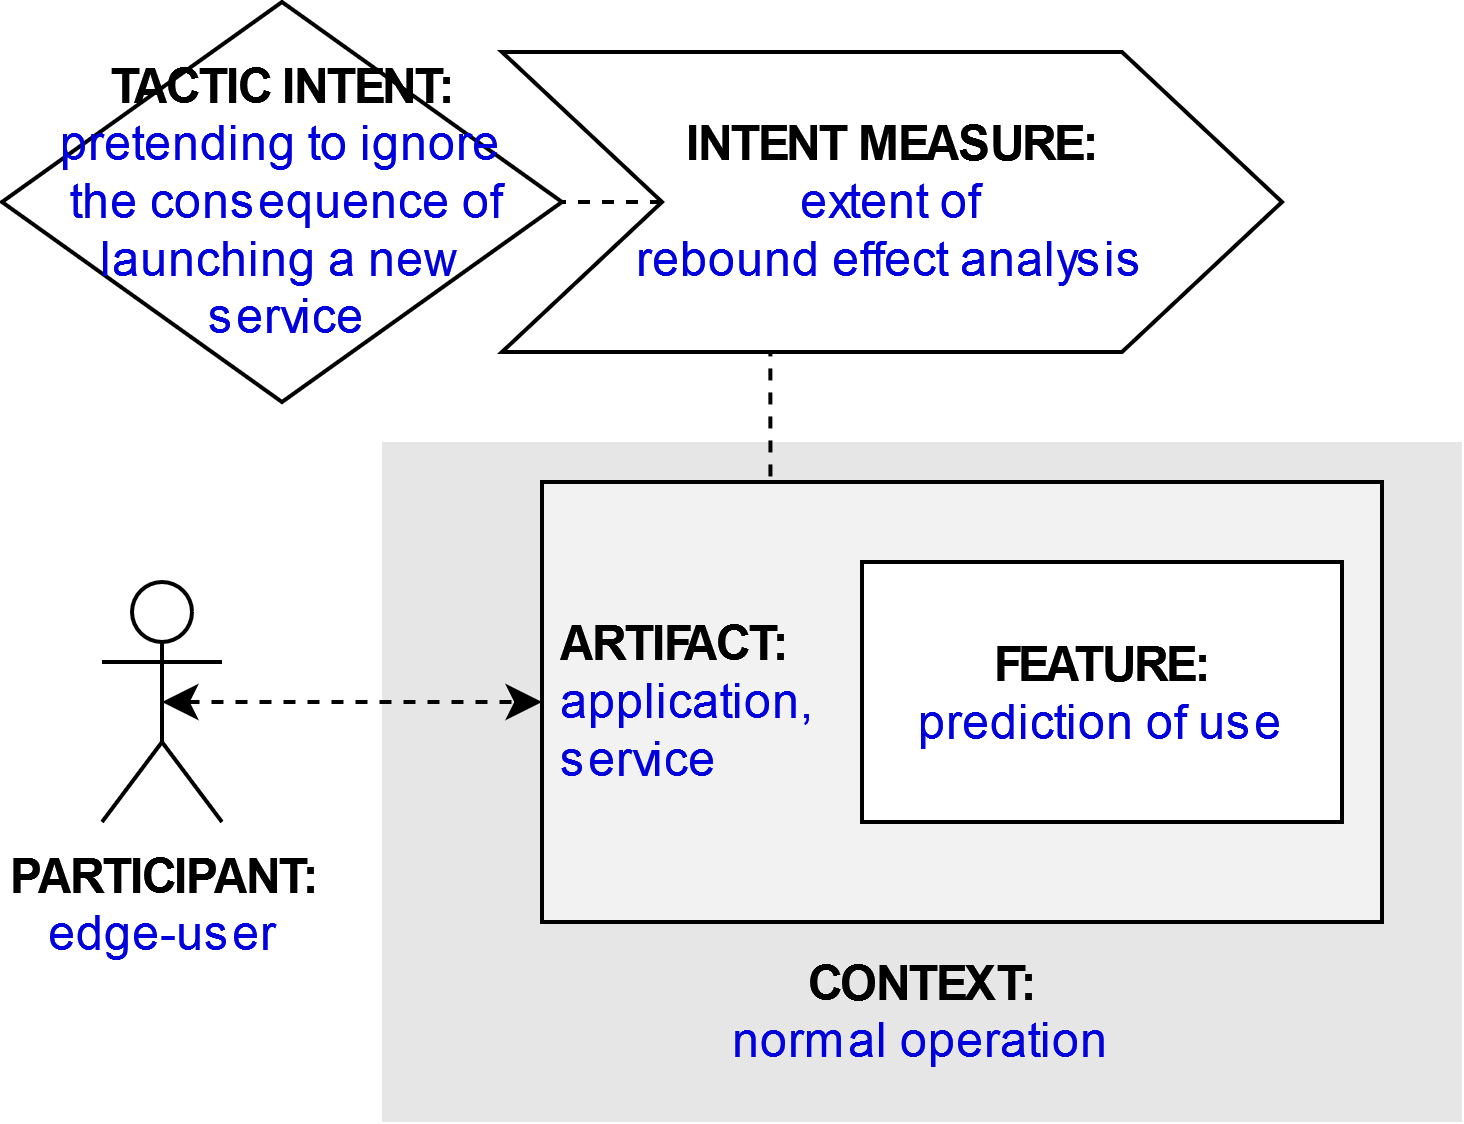 TACTIC INTENT:
pretending to ignore
the consequence of
launching a new
service
INTENT MEASURE:
extent of
rebound effect analysis
ARTIFACT:
application,
service
FEATURE:
prediction of use
PARTICIPANT:
edge-user
CONTEXT:
normal operation